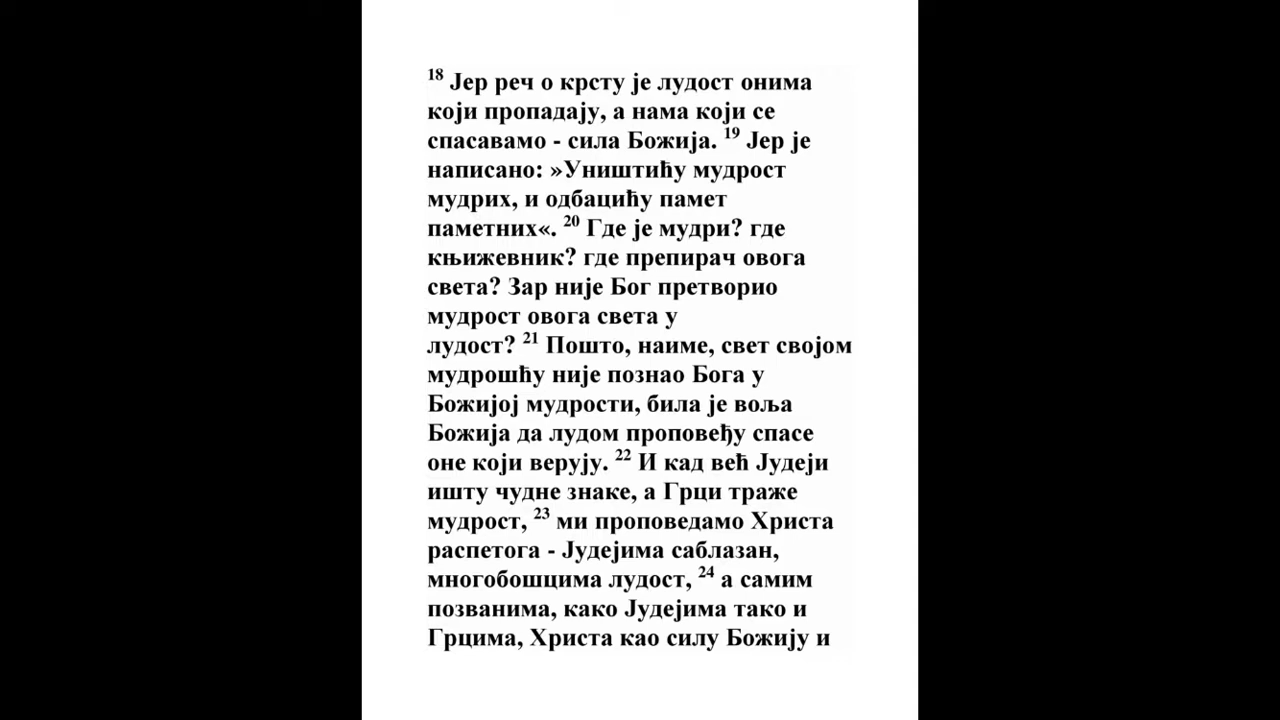 18 Јер реч о крсту је лудост онима
који пропадају, а нама који се
спасавамо - сила Божија. 19 Јер је
написано: »Уништићу мудрост
мудрих, и одбацићу памет
паметних«. 20 Где је мудри? где
књижевник? где препирач овога
света? Зар није Бог претворио
мудрост овога света у
лудост? 21 Пошто, наиме, свет својом
мудрошћу није познао Бога у
Божијој мудрости, била је воља
Божија да лудом проповеђу спасе
оне који верују. 22 И кад већ Јудеји
ишту чудне знаке, а Грци траже
мудрост, 23 ми проповедамо Христа
распетога - Јудејима саблазан,
многобошцима лудост, 24 а самим
позванима, како Јудејима тако и
Грцима, Христа као силу Божију и